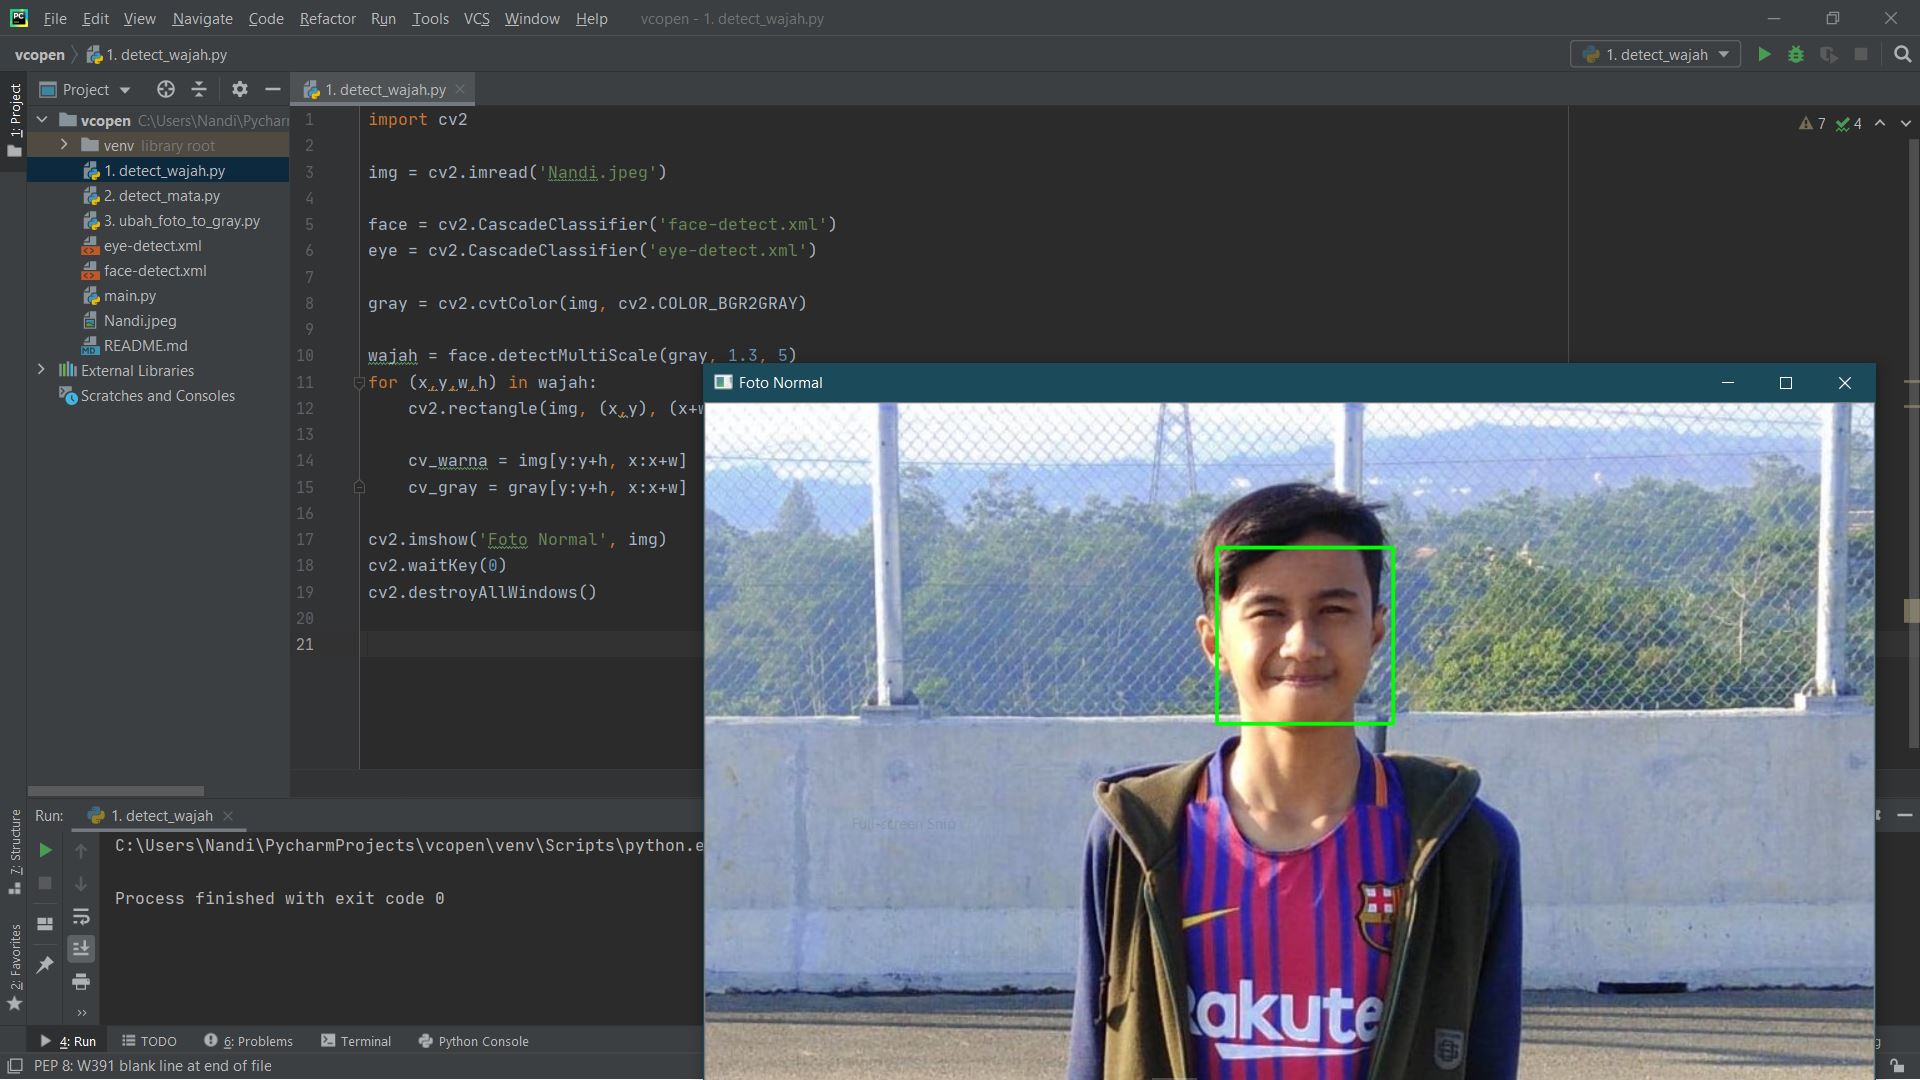 File Edit View Navigate Code Refactor Run Tools VCS Window Help vcopen - 1. detect_wajah.py
vcopen 1. detect_wajah.py
1. detect_wajah
Project
1. detect_wajah.py
1: Project
vcopen C:\Users\Nandi\Pychar
venv library root
1. detect_wajah.py
2. detect_mata.py
3. ubah_foto_to_gray.py
eye-detect.xml
face-detect.xml
main.py
Nandi.jpeg
README.md
External Libraries
Scratches and Consoles
7 4
1 import cv2
2
3 img = cv2.imread('Nandi.jpeg')
4
5 face = cv2.CascadeClassifier('face-detect.xml')
6 eye = cv2.CascadeClassifier('eye-detect.xml')
7
8 gray = cv2.cvtColor(img, cv2.COLOR_BGR2GRAY)
9
10 wajah = face.detectMultiScale(gray, 1.3, 5)
11 for (x,y,w,h) in wajah:
12 cv2.rectangle(img, (x,y), (x+w
13
14 cv_warna = img[y:y+h, x:x+w]
15 cv_gray = gray[y:y+h, x:x+w]
16
17 cv2.imshow('Foto Normal', img)
18 cv2.waitKey(0)
19 cv2.destroyAllWindows()
20
21
Foto Normal
Full-screen Snip
Rakute
7: Structure
2: Favorites
Run: 1. detect_wajah
C:\Users\Nandi\PycharmProjects\vcopen\venv\Scripts\python.e
Process finished with exit code 0
4: Run TODO 6: Problems Terminal Python Console
PEP 8: W391 blank line at end of file